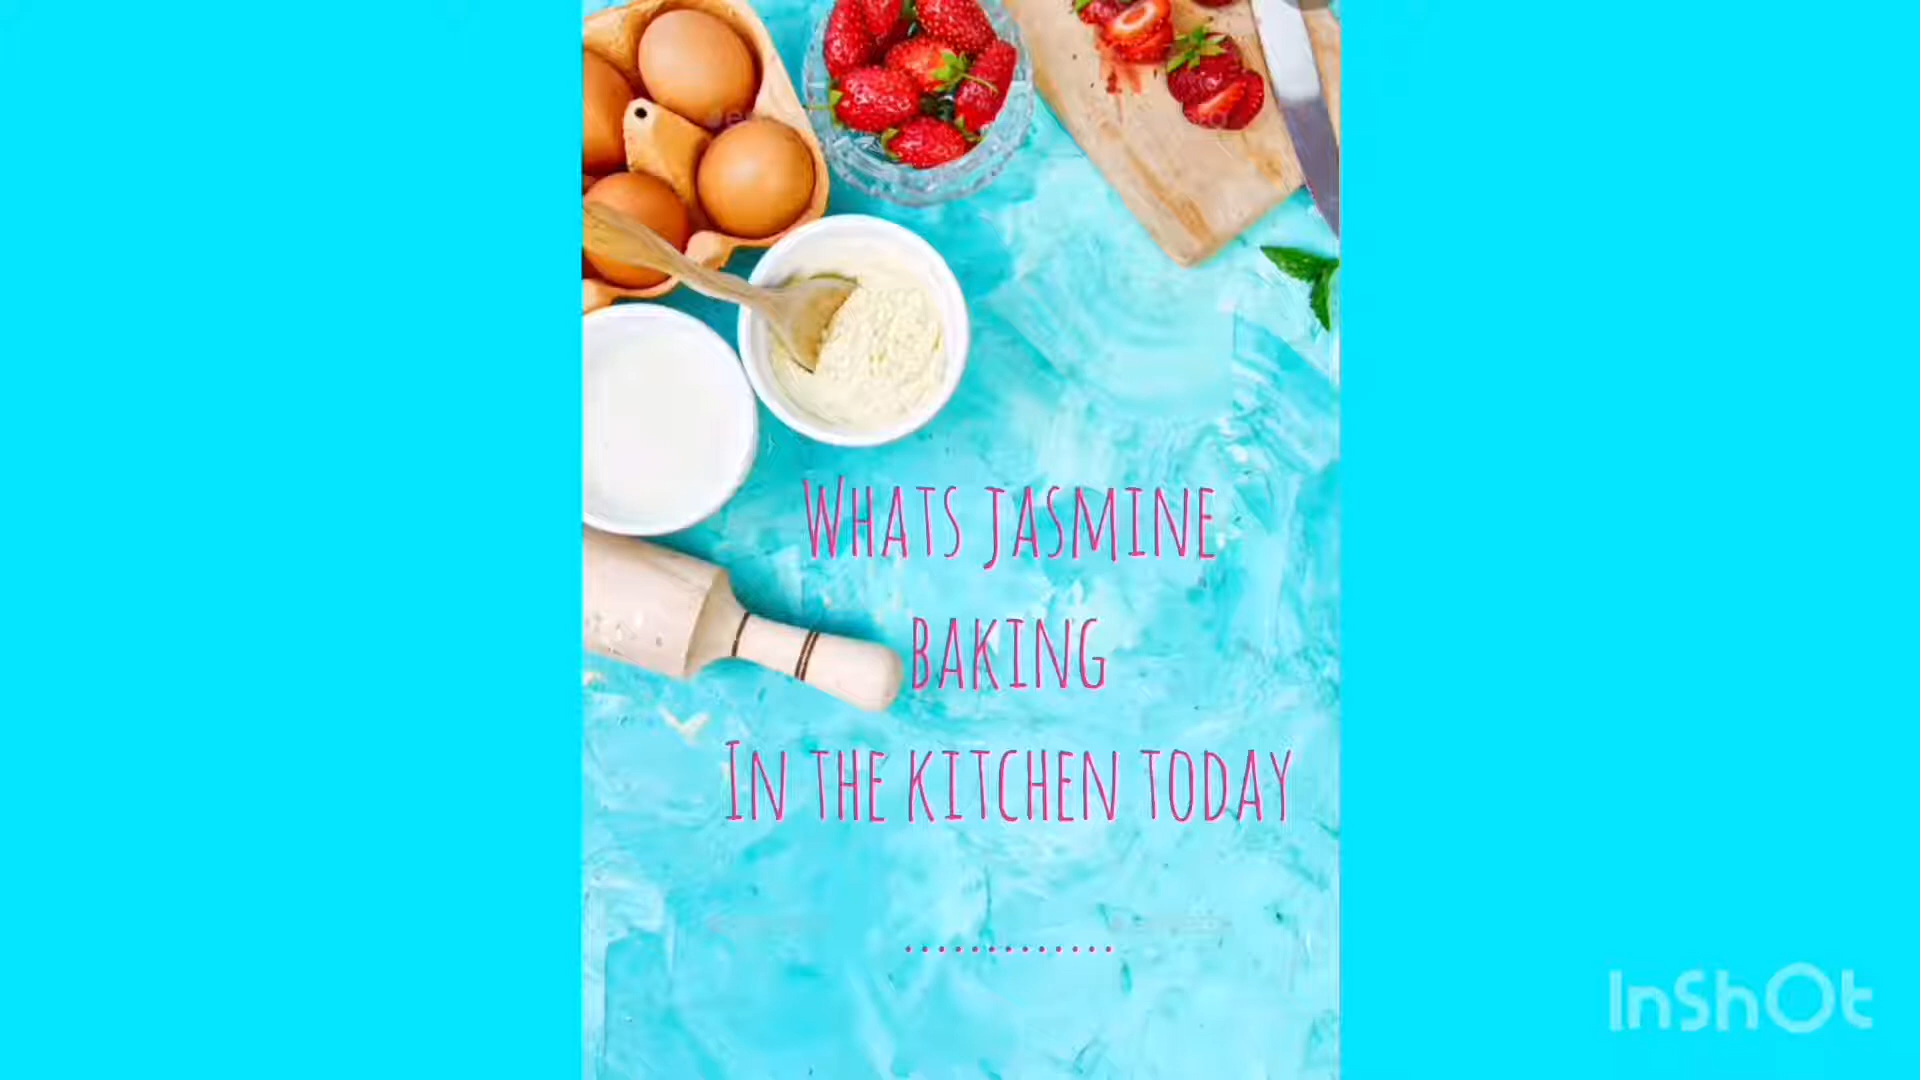 WHATS JASMINE
BAKING
IN THE KITCHEN TODAY
.............
InShOt